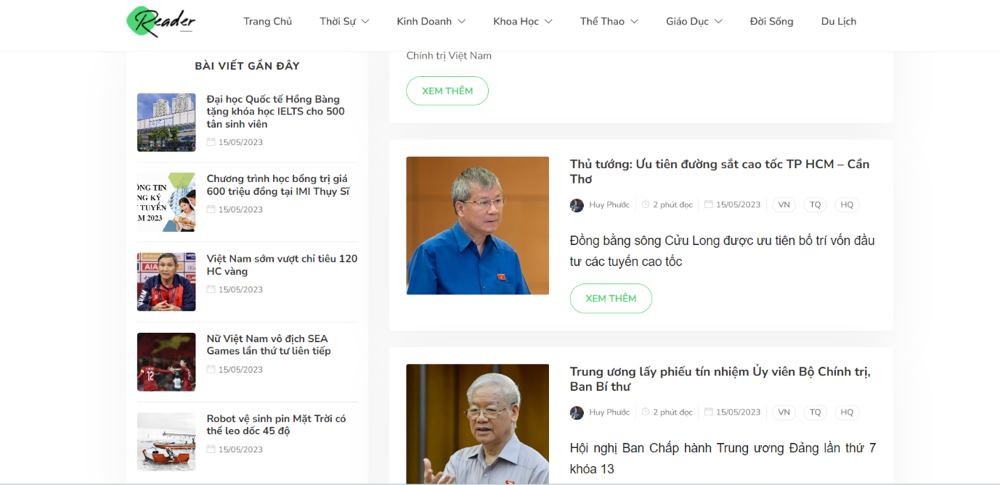 Reader
Trang Chủ
Thời Sự
Kinh Doanh
Khoa Học
Thể Thao
Giáo Dục
Đời Sống
Du Lịch
BÀI VIẾT GẦN ĐÂY
Đại học Quốc tế Hồng Bàng
tặng khóa học IELTS cho 500
tân sinh viên
15/05/2023
ÔNG TIN
NG KÝ
TUYỂN
M 2023
Chương trình học bổng trị giá
600 triệu đồng tại IMI Thụy Sĩ
15/05/2023
AIA
Việt Nam sớm vượt chỉ tiêu 120
HC vàng
15/05/2023
12
Nữ Việt Nam vô địch SEA
Games lần thứ tư liên tiếp
15/05/2023
Robot vệ sinh pin Mặt Trời có
thể leo dốc 45 độ
15/05/2023
Chính trị Việt Nam
XEM THÊM
Thủ tướng: Ưu tiên đường sắt cao tốc TP HCM – Cần
Thơ
Huy Phước 2 phút đọc 15/05/2023 VN TQ HQ
Đồng bằng sông Cửu Long được ưu tiên bố trí vốn đầu
tư các tuyến cao tốc
XEM THÊM
Trung ương lấy phiếu tín nhiệm Ủy viên Bộ Chính trị,
Ban Bí thư
Huy Phước 2 phút đọc 15/05/2023 VN TQ HQ
Hội nghị Ban Chấp hành Trung ương Đảng lần thứ 7
khóa 13